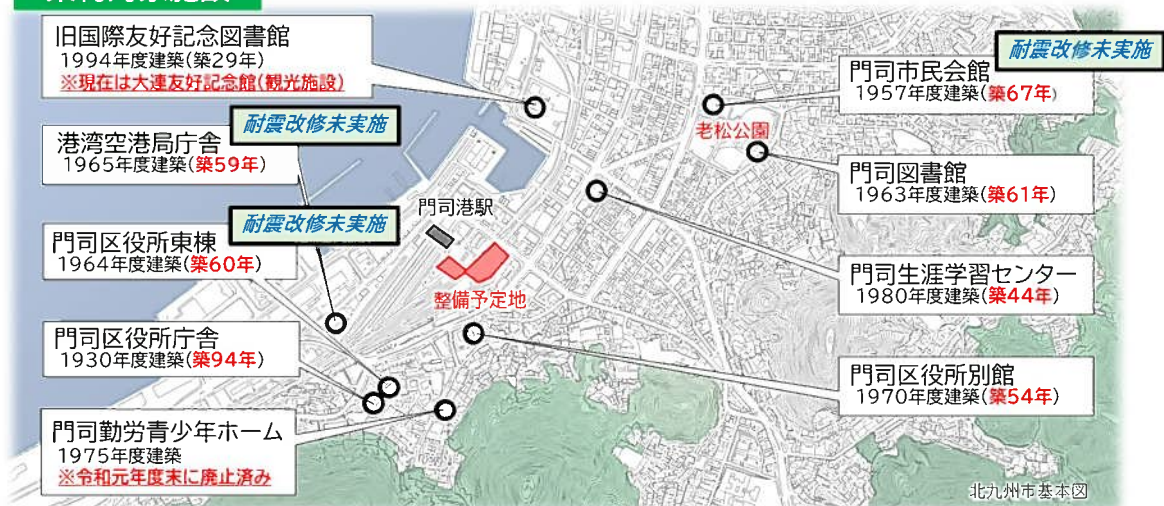 旧国際友好記念図書館
1994年度建築(築29年)
※現在は大連友好記念館(観光施設)
耐震改修未実施
港湾空港局庁舎
1965年度建築(築59年)
耐震改修未実施
門司区役所東棟
1964年度建築(築60年)
門司区役所庁舎
1930年度建築(築94年)
門司勤労青少年ホーム
1975年度建築
※令和元年度末に廃止済み
門司港駅
整備予定地
老松公園
耐震改修未実施
門司市民会館
1957年度建築(築67年)
門司図書館
1963年度建築(築61年)
門司生涯学習センター
1980年度建築(築44年)
門司区役所別館
1970年度建築(築54年)
北九州市基本図